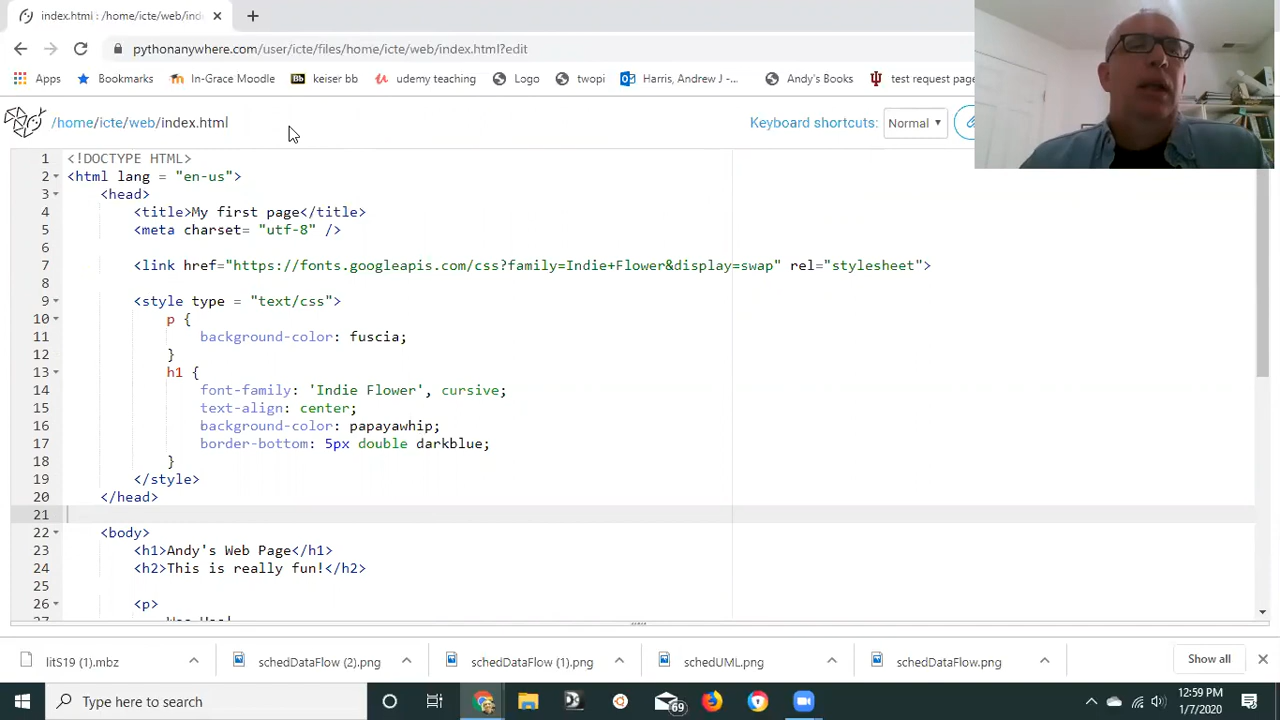 index.html : /home/icte/web/ind
pythonanywhere.com/user/icte/files/home/icte/web/index.html?edit
Apps Bookmarks In-Grace Moodle Bb keiser bb udemy teaching Logo twopi Harris, Andrew J -... Andy's Books test request page
/home/icte/web/index.html Keyboard shortcuts: Normal
1 <!DOCTYPE HTML>
2 <html lang = "en-us">
3 <head>
4 <title>My first page</title>
5 <meta charset= "utf-8" />
6
7 <link href="https://fonts.googleapis.com/css?family=Indie+Flower&display=swap" rel="stylesheet">
8
9 <style type = "text/css">
10 p {
11 background-color: fuscia;
12 }
13 h1 {
14 font-family: 'Indie Flower', cursive;
15 text-align: center;
16 background-color: papayawhip;
17 border-bottom: 5px double darkblue;
18 }
19 </style>
20 </head>
21
22 <body>
23 <h1>Andy's Web Page</h1>
24 <h2>This is really fun!</h2>
25
26 <p>
27
litS19 (1).mbz schedDataFlow (2).png schedDataFlow (1).png schedUML.png schedDataFlow.png Show all
Type here to search 69 12:59 PM
1/7/2020